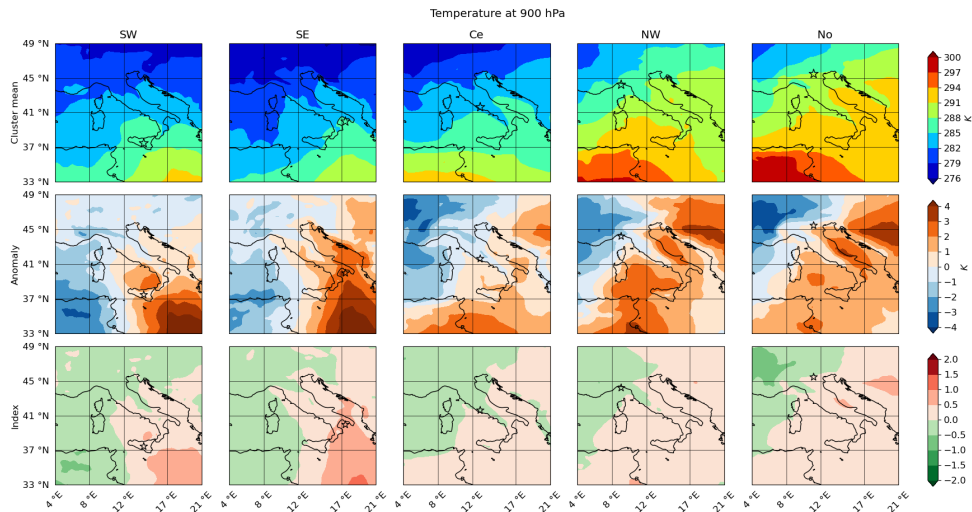 Temperature at 900 hPa
SW SE Ce NW No
Cluster mean
49 °N
45 °N
41 °N
37 °N
33 °N
300
297
294
291
288
285
282
279
276
K
Anomaly
49 °N
45 °N
41 °N
37 °N
33 °N
4
3
2
1
0
−1
−2
−3
−4
K
Index
49 °N
45 °N
41 °N
37 °N
33 °N
2.0
1.5
1.0
0.5
0.0
−0.5
−1.0
−1.5
−2.0
4 °E 8 °E 12 °E 17 °E 21 °E 4 °E 8 °E 12 °E 17 °E 21 °E 4 °E 8 °E 12 °E 17 °E 21 °E 4 °E 8 °E 12 °E 17 °E 21 °E 4 °E 8 °E 12 °E 17 °E 21 °E